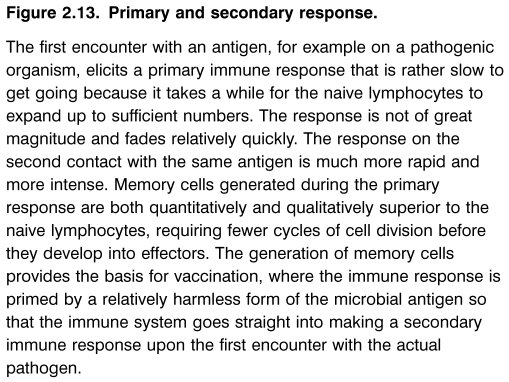 Figure 2.13. Primary and secondary response.
The first encounter with an antigen, for example on a pathogenic
organism, elicits a primary immune response that is rather slow to
get going because it takes a while for the naive lymphocytes to
expand up to sufficient numbers. The response is not of great
magnitude and fades relatively quickly. The response on the
second contact with the same antigen is much more rapid and
more intense. Memory cells generated during the primary
response are both quantitatively and qualitatively superior to the
naive lymphocytes, requiring fewer cycles of cell division before
they develop into effectors. The generation of memory cells
provides the basis for vaccination, where the immune response is
primed by a relatively harmless form of the microbial antigen so
that the immune system goes straight into making a secondary
immune response upon the first encounter with the actual
pathogen.